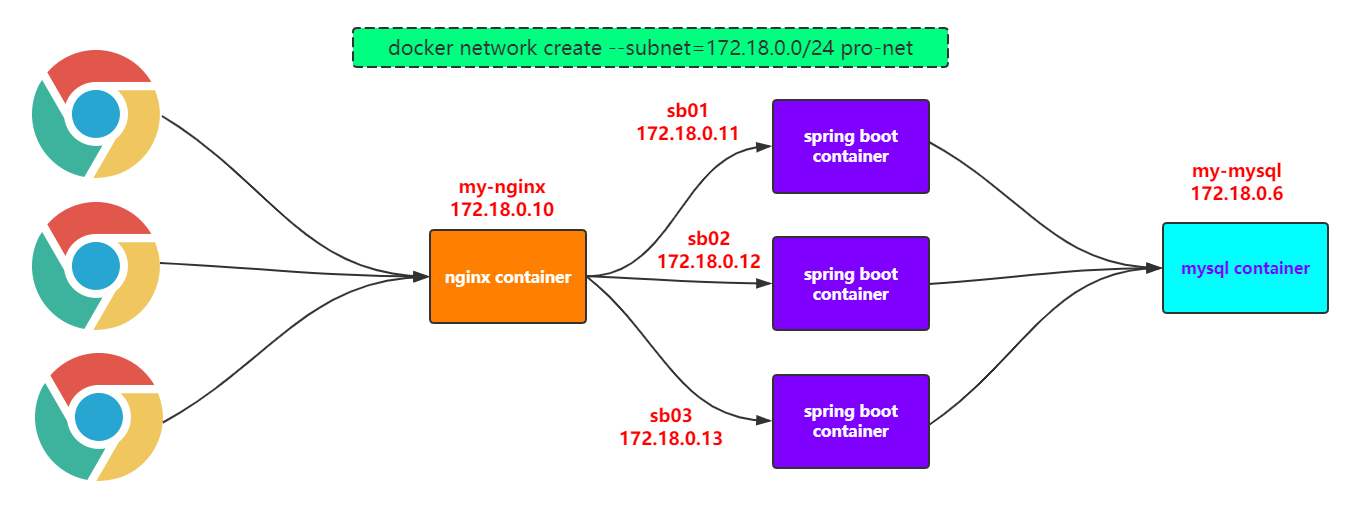 docker network create --subnet=172.18.0.0/24 pro-net
my-nginx
172.18.0.10
nginx container
sb01
172.18.0.11
spring boot
container
sb02
172.18.0.12
spring boot
container
sb03
172.18.0.13
spring boot
container
my-mysql
172.18.0.6
mysql container